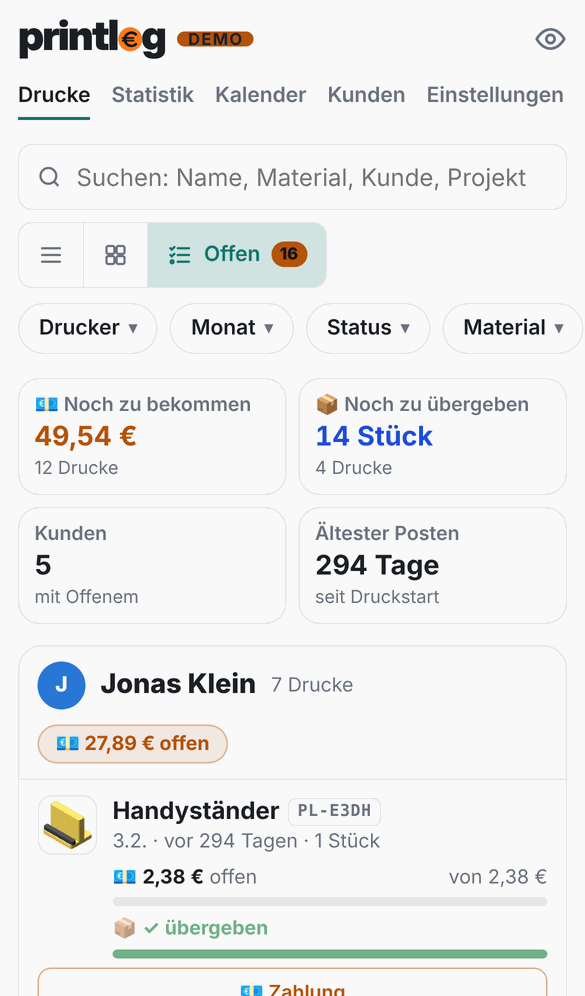 printlog DEMO
Drucke Statistik Kalender Kunden Einstellungen
Suchen: Name, Material, Kunde, Projekt
Offen 16
Drucker ▾ Monat ▾ Status ▾ Material ▾
💶 Noch zu bekommen
49,54 €
12 Drucke
📦 Noch zu übergeben
14 Stück
4 Drucke
Kunden
5
mit Offenem
Ältester Posten
294 Tage
seit Druckstart
J Jonas Klein 7 Drucke
💶 27,89 € offen
Handyständer PL-E3DH
3.2. · vor 294 Tagen · 1 Stück
💶 2,38 € offen von 2,38 €
📦 ✓ übergeben
💶 Zahlung